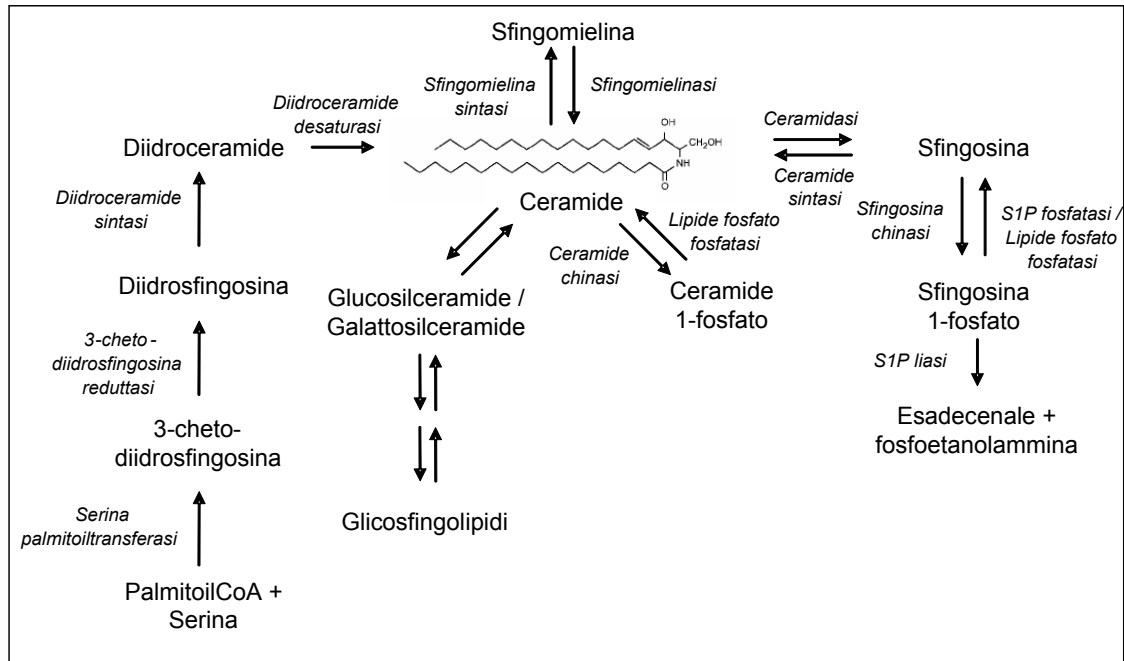 Sfingomielina
Sfingomielina
sintasi
Sfingomielinasi
Diidroceramide
desaturasi
Diidroceramide
OH
CH2OH
NH
O
Ceramide
Ceramidasi
Ceramide
sintasi
Sfingosina
Diidroceramide
sintasi
Lipide fosfato
fosfatasi
Ceramide
chinasi
Sfingosina
chinasi
S1P fosfatasi /
Lipide fosfato
fosfatasi
Diidrosfingosina
Glucosilceramide /
Galattosilceramide
Ceramide
1-fosfato
Sfingosina
1-fosfato
3-cheto-
diidrosfingosina
reduttasi
S1P liasi
3-cheto-
diidrosfingosina
Esadecenale +
fosfoetanolammina
Serina
palmitoiltransferasi
Glicosfingolipidi
PalmitoilCoA +
Serina